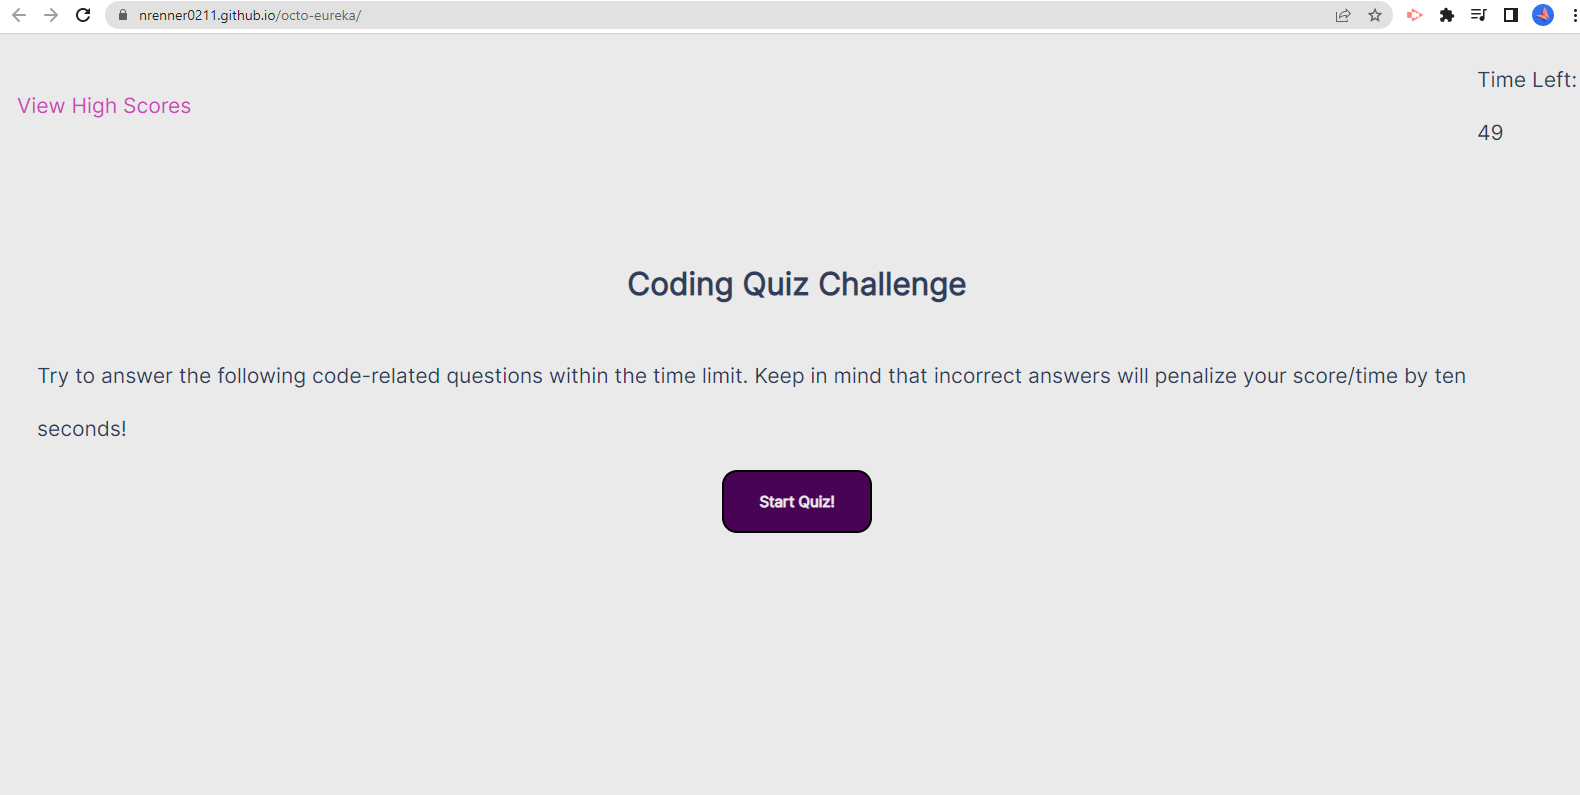 nrenner0211.github.io/octo-eureka/
View High Scores
Time Left:
49
Coding Quiz Challenge
Try to answer the following code-related questions within the time limit. Keep in mind that incorrect answers will penalize your score/time by ten
seconds!
Start Quiz!